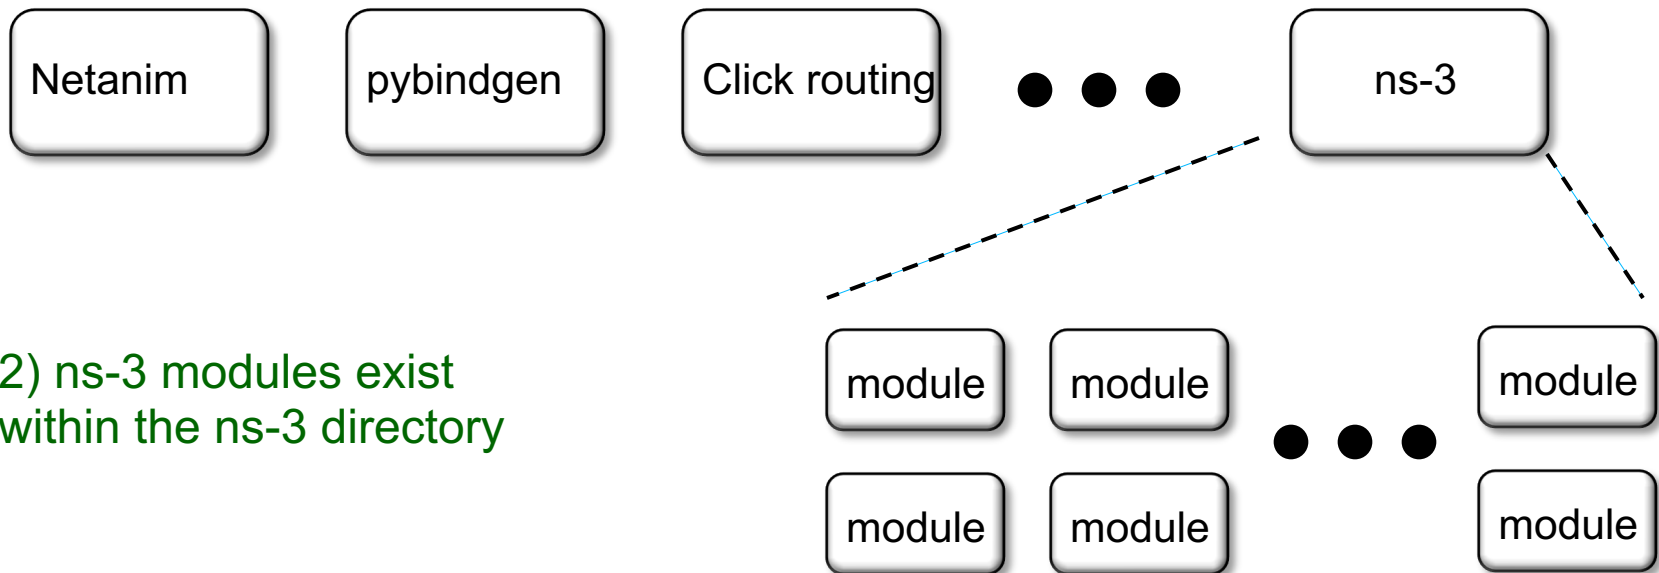 Netanim
pybindgen
Click routing
ns-3
2) ns-3 modules exist
within the ns-3 directory
module
module
module
module
module
module